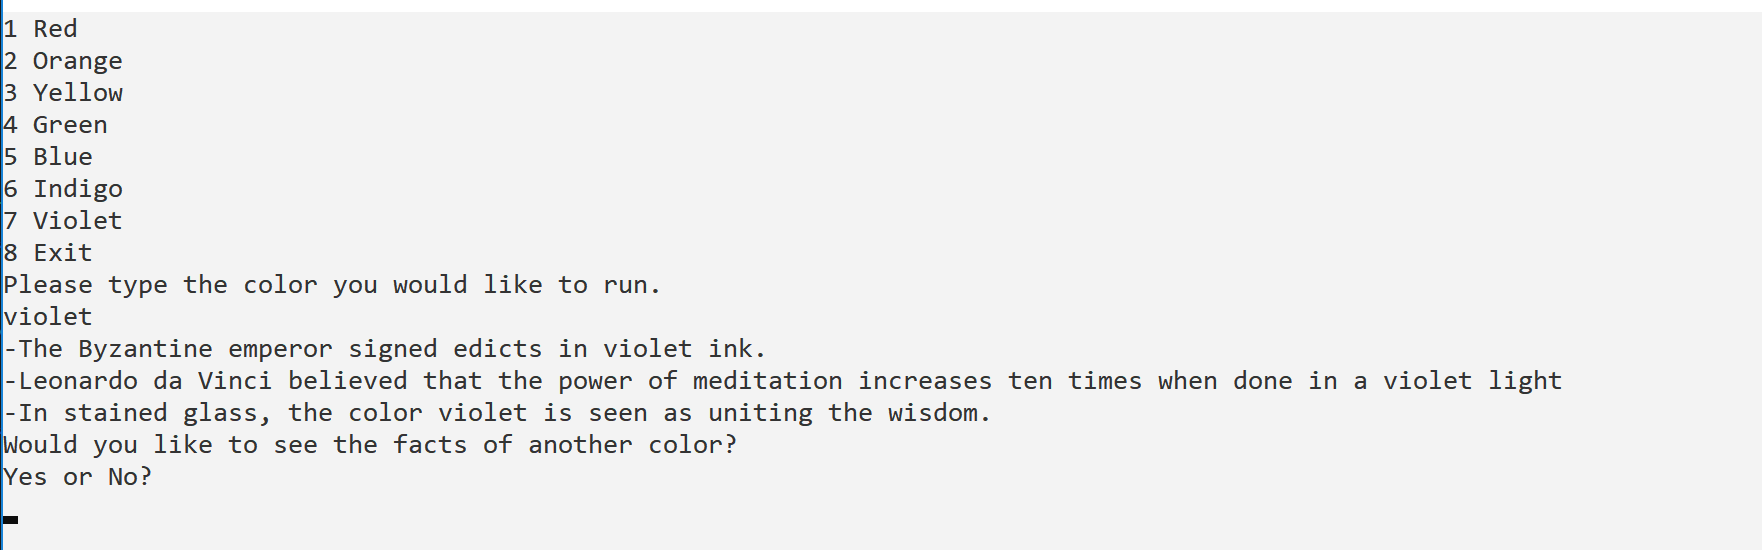 1 Red
2 Orange
3 Yellow
4 Green
5 Blue
6 Indigo
7 Violet
8 Exit
Please type the color you would like to run.
violet
-The Byzantine emperor signed edicts in violet ink.
-Leonardo da Vinci believed that the power of meditation increases ten times when done in a violet light
-In stained glass, the color violet is seen as uniting the wisdom.
Would you like to see the facts of another color?
Yes or No?